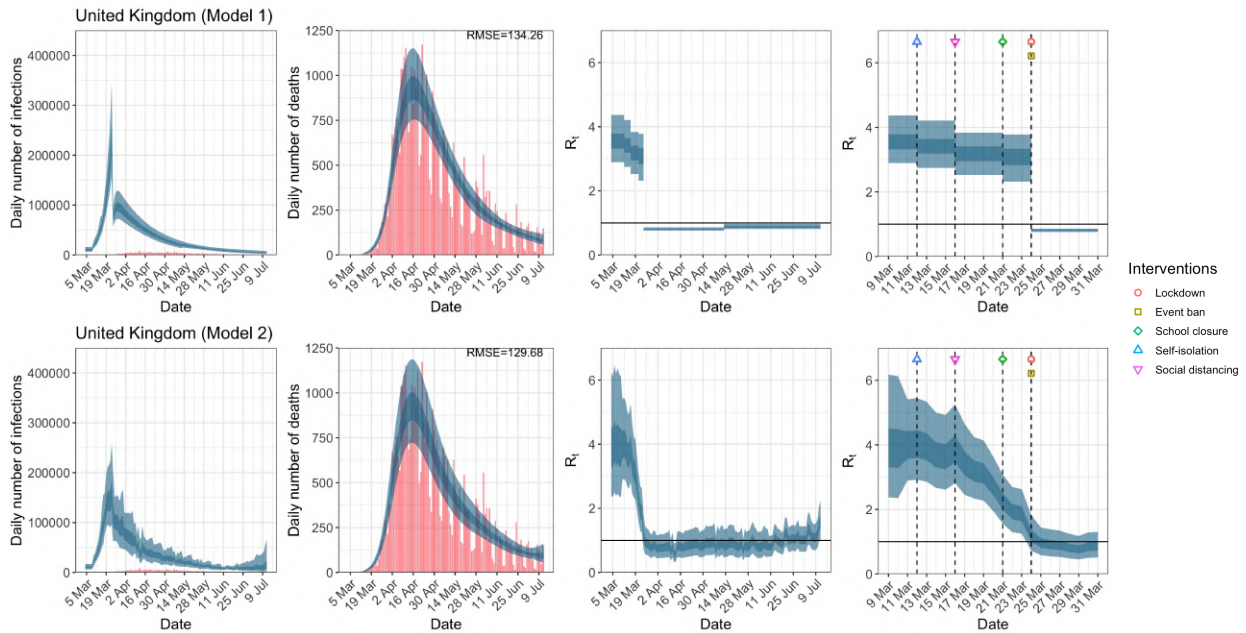 United Kingdom (Model 1)
Daily number of infections
400000
300000
200000
100000
0
5 Mar
19 Mar
2 Apr
16 Apr
30 Apr
14 May
28 May
11 Jun
25 Jun
9 Jul
Date
Daily number of deaths
RMSE=134.26
1250
1000
750
500
250
0
5 Mar
19 Mar
2 Apr
16 Apr
30 Apr
14 May
28 May
11 Jun
25 Jun
9 Jul
Date
Rt
6
4
2
0
5 Mar
19 Mar
2 Apr
16 Apr
30 Apr
14 May
28 May
11 Jun
25 Jun
9 Jul
Date
Rt
6
4
2
0
9 Mar
11 Mar
13 Mar
15 Mar
17 Mar
19 Mar
21 Mar
23 Mar
25 Mar
27 Mar
29 Mar
31 Mar
Date
Interventions
Lockdown
Event ban
School closure
Self-isolation
Social distancing
United Kingdom (Model 2)
Daily number of infections
400000
300000
200000
100000
0
5 Mar
19 Mar
2 Apr
16 Apr
30 Apr
14 May
28 May
11 Jun
25 Jun
9 Jul
Date
Daily number of deaths
RMSE=129.68
1250
1000
750
500
250
0
5 Mar
19 Mar
2 Apr
16 Apr
30 Apr
14 May
28 May
11 Jun
25 Jun
9 Jul
Date
Rt
6
4
2
0
5 Mar
19 Mar
2 Apr
16 Apr
30 Apr
14 May
28 May
11 Jun
25 Jun
9 Jul
Date
Rt
6
4
2
0
9 Mar
11 Mar
13 Mar
15 Mar
17 Mar
19 Mar
21 Mar
23 Mar
25 Mar
27 Mar
29 Mar
31 Mar
Date